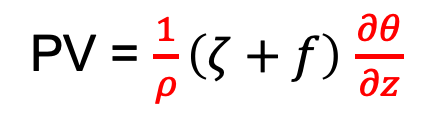 PV = 1/ρ (ζ + f) ∂θ/∂z